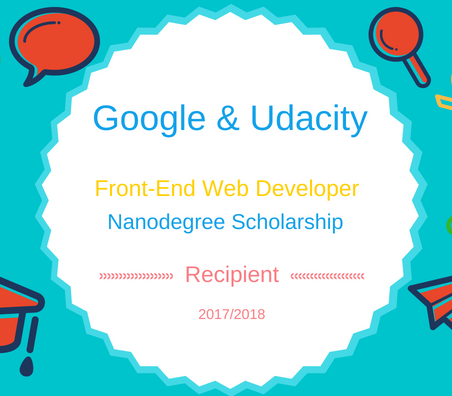 Google & Udacity
Front-End Web Developer
Nanodegree Scholarship
»»»»»»»»» Recipient «««««««««
2017/2018